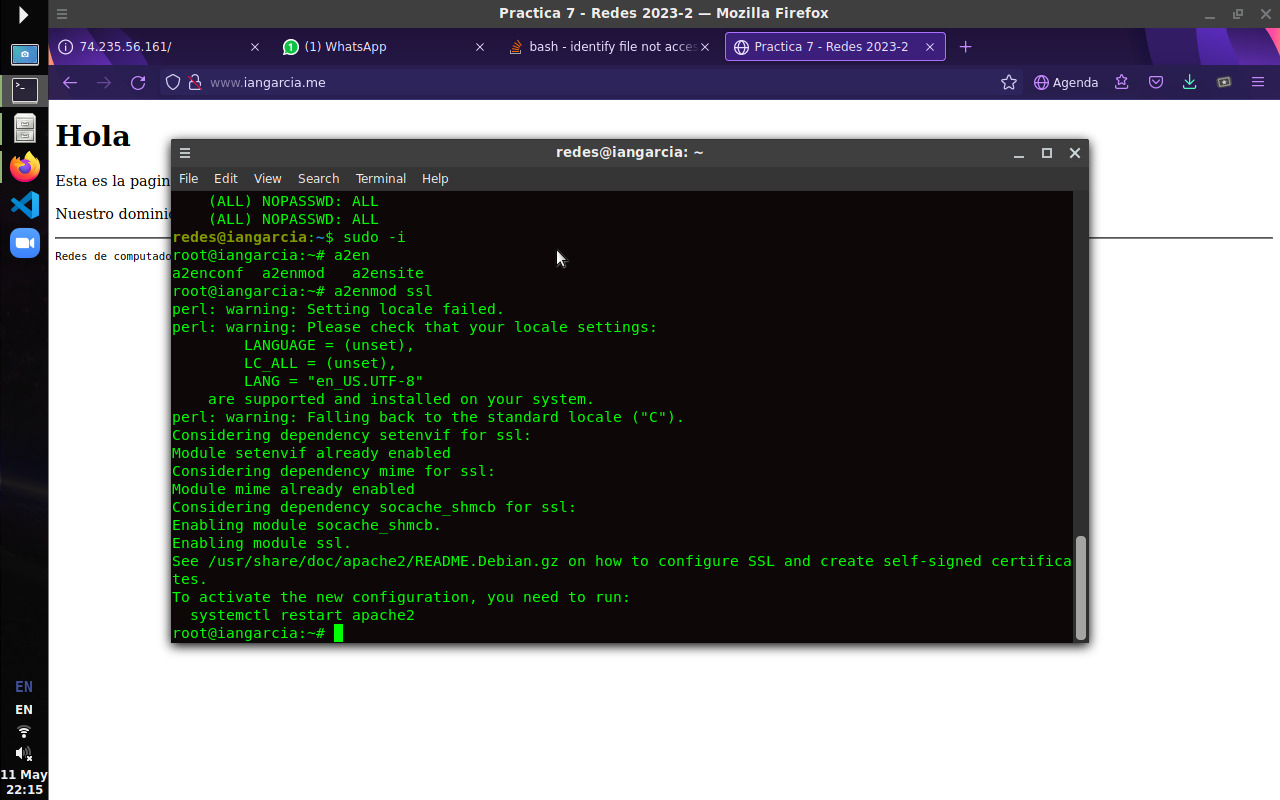 Practica 7 - Redes 2023-2 — Mozilla Firefox
74.235.56.161/
(1) WhatsApp
bash - identify file not acces
Practica 7 - Redes 2023-2
www.iangarcia.me
Agenda
Hola
Esta es la pagin
Nuestro dominio
Redes de computado
redes@iangarcia: ~
File Edit View Search Terminal Help
(ALL) NOPASSWD: ALL
(ALL) NOPASSWD: ALL
redes@iangarcia:~$ sudo -i
root@iangarcia:~# a2en
a2enconf a2enmod a2ensite
root@iangarcia:~# a2enmod ssl
perl: warning: Setting locale failed.
perl: warning: Please check that your locale settings:
LANGUAGE = (unset),
LC_ALL = (unset),
LANG = "en_US.UTF-8"
are supported and installed on your system.
perl: warning: Falling back to the standard locale ("C").
Considering dependency setenvif for ssl:
Module setenvif already enabled
Considering dependency mime for ssl:
Module mime already enabled
Considering dependency socache_shmcb for ssl:
Enabling module socache_shmcb.
Enabling module ssl.
See /usr/share/doc/apache2/README.Debian.gz on how to configure SSL and create self-signed certifica
tes.
To activate the new configuration, you need to run:
systemctl restart apache2
root@iangarcia:~#
EN
EN
11 May
22:15